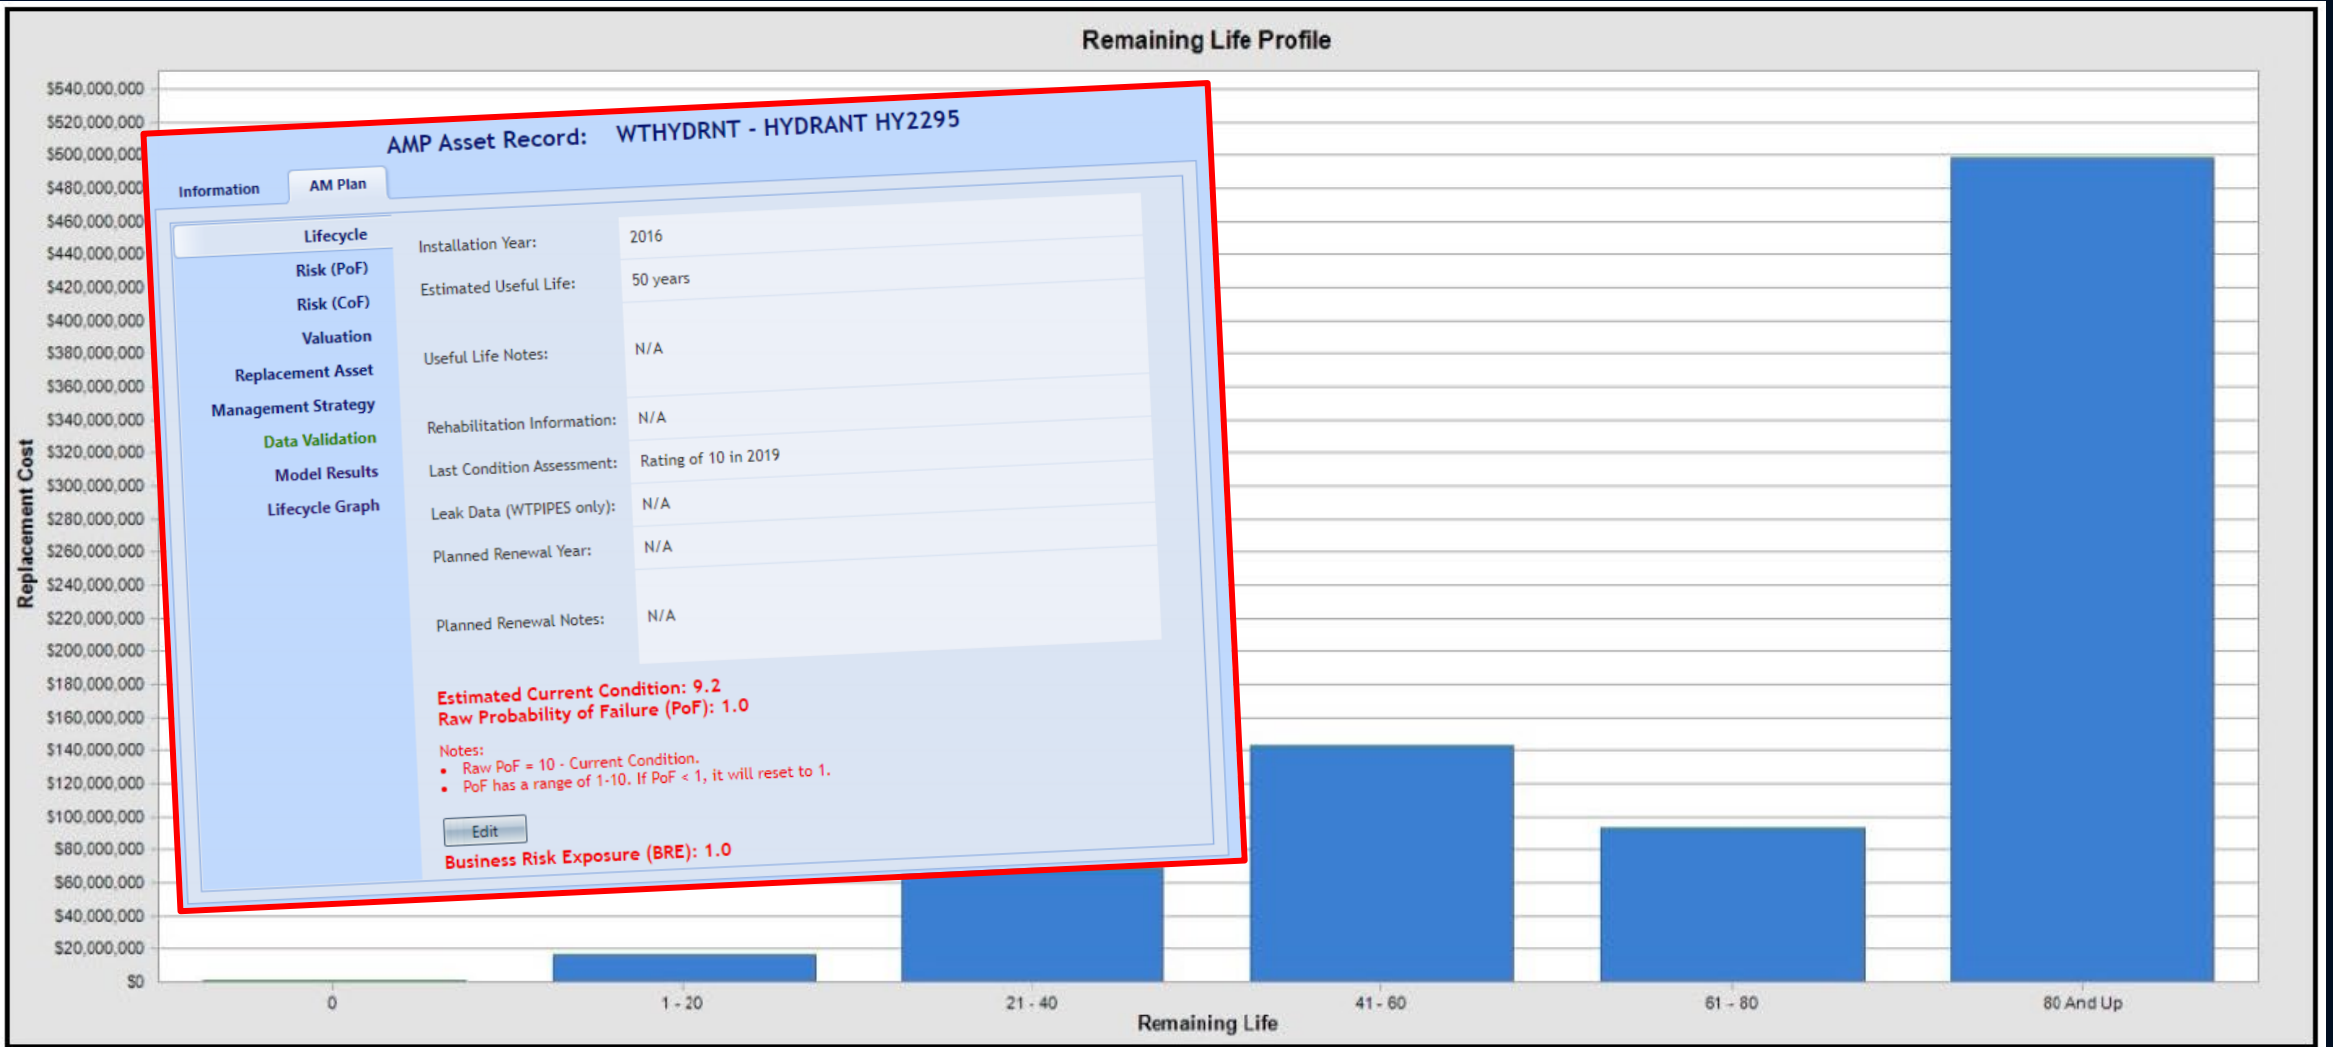 Remaining Life Profile
Replacement Cost
$540,000,000
$520,000,000
$500,000,000
$480,000,000
$460,000,000
$440,000,000
$420,000,000
$400,000,000
$380,000,000
$360,000,000
$340,000,000
$320,000,000
$300,000,000
$280,000,000
$260,000,000
$240,000,000
$220,000,000
$200,000,000
$180,000,000
$160,000,000
$140,000,000
$120,000,000
$100,000,000
$80,000,000
$60,000,000
$40,000,000
$20,000,000
$0
AMP Asset Record: WTHYDRNT - HYDRANT HY2295
Information AM Plan
Lifecycle
Risk (PoF)
Risk (CoF)
Valuation
Replacement Asset
Management Strategy
Data Validation
Model Results
Lifecycle Graph
Installation Year: 2016
Estimated Useful Life: 50 years
Useful Life Notes: N/A
Rehabilitation Information: N/A
Last Condition Assessment: Rating of 10 in 2019
Leak Data (WTPIPES only): N/A
Planned Renewal Year: N/A
Planned Renewal Notes: N/A
Estimated Current Condition: 9.2
Raw Probability of Failure (PoF): 1.0
Notes:
• Raw PoF = 10 - Current Condition.
• PoF has a range of 1-10. If PoF < 1, it will reset to 1.
Edit
Business Risk Exposure (BRE): 1.0
0 1 - 20 21 - 40 41 - 60 61 - 80 80 And Up
Remaining Life